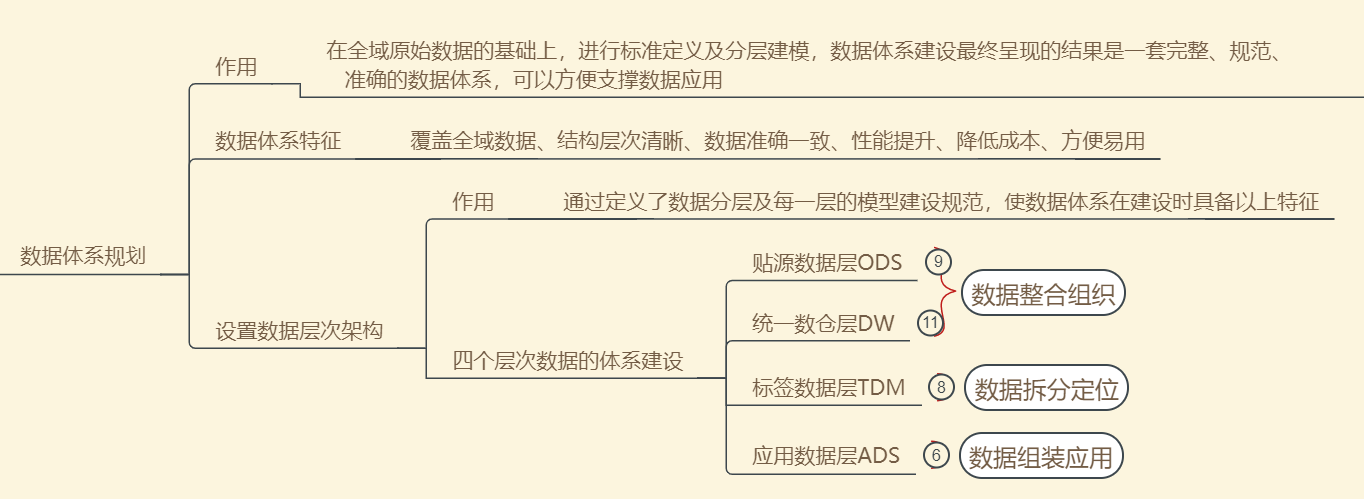 作用
在全域原始数据的基础上，进行标准定义及分层建模，数据体系建设最终呈现的结果是一套完整、规范、
准确的数据体系，可以方便支撑数据应用
数据体系特征
覆盖全域数据、结构层次清晰、数据准确一致、性能提升、降低成本、方便易用
作用
通过定义了数据分层及每一层的模型建设规范，使数据体系在建设时具备以上特征
数据体系规划
贴源数据层ODS
9
数据整合组织
设置数据层次架构
统一数仓层DW
11
四个层次数据的体系建设
标签数据层TDM
8
数据拆分定位
应用数据层ADS
6
数据组装应用